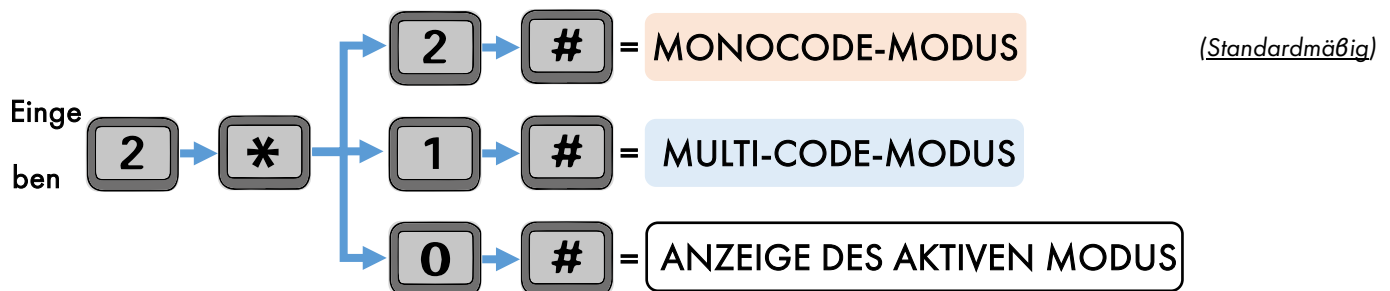 2 # = MONOCODE-MODUS (Standardmäßig)
Einge
2 * 1 # = MULTI-CODE-MODUS
ben
0 # = ANZEIGE DES AKTIVEN MODUS